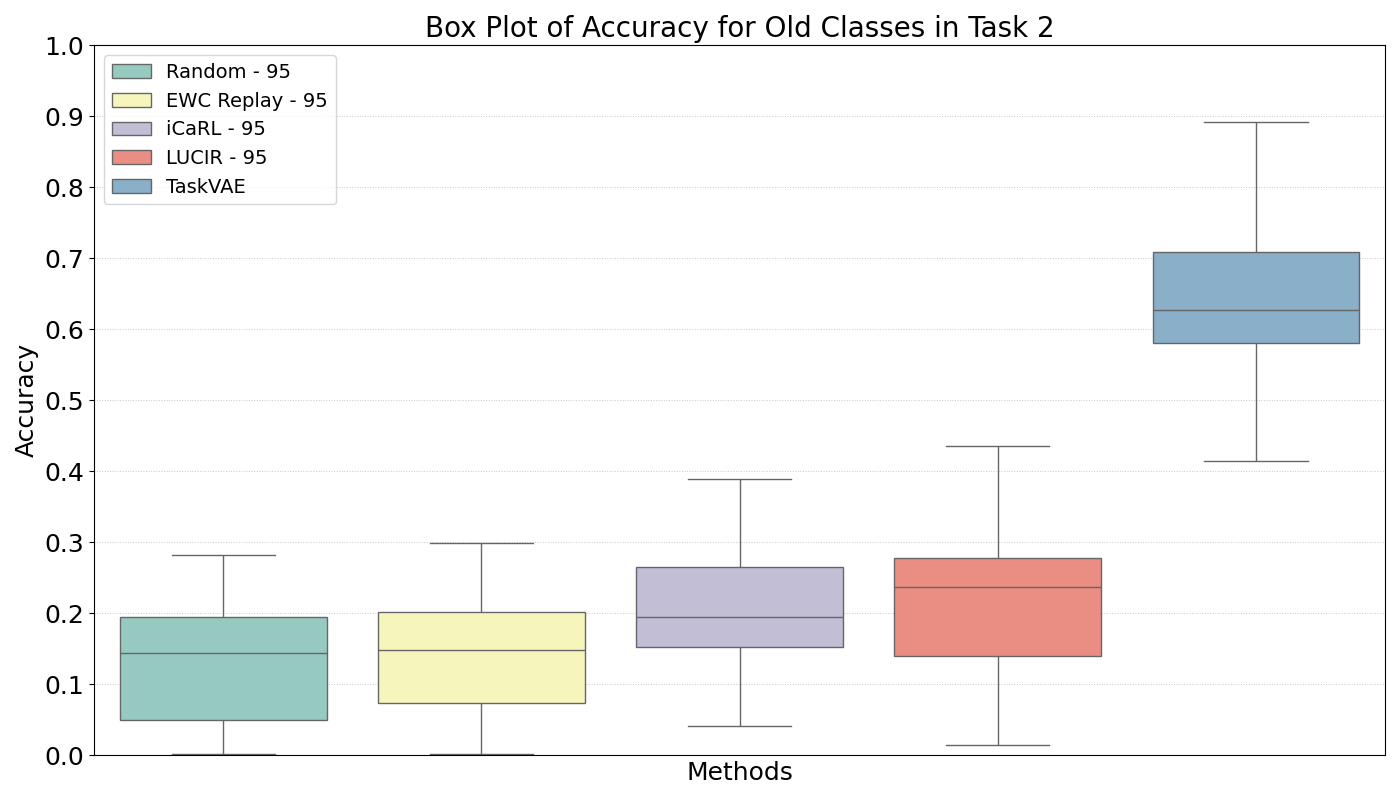 Box Plot of Accuracy for Old Classes in Task 2
1.0
0.9
0.8
0.7
0.6
0.5
0.4
0.3
0.2
0.1
0.0
Accuracy
Random - 95
EWC Replay - 95
iCaRL - 95
LUCIR - 95
TaskVAE
Methods